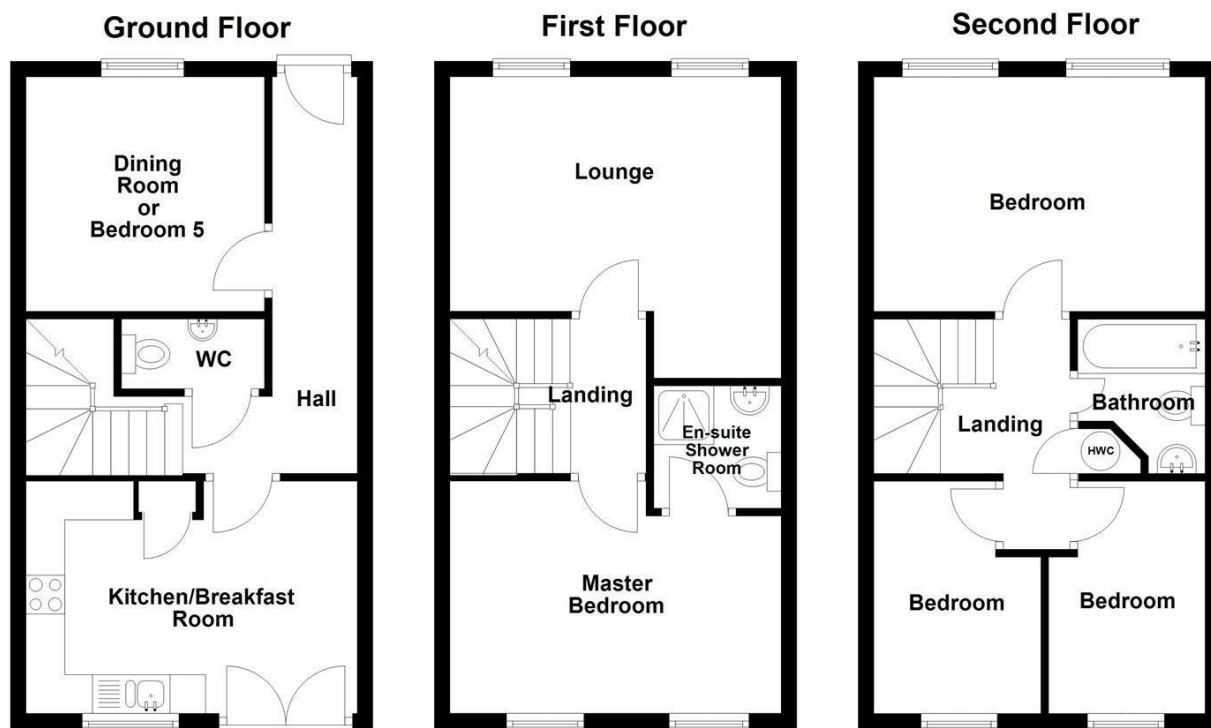 Ground Floor
Dining
Room
or
Bedroom 5
WC
Hall
Kitchen/Breakfast
Room
First Floor
Lounge
Landing
En-suite
Shower
Room
Master
Bedroom
Second Floor
Bedroom
Bathroom
Landing
HWC
Bedroom
Bedroom